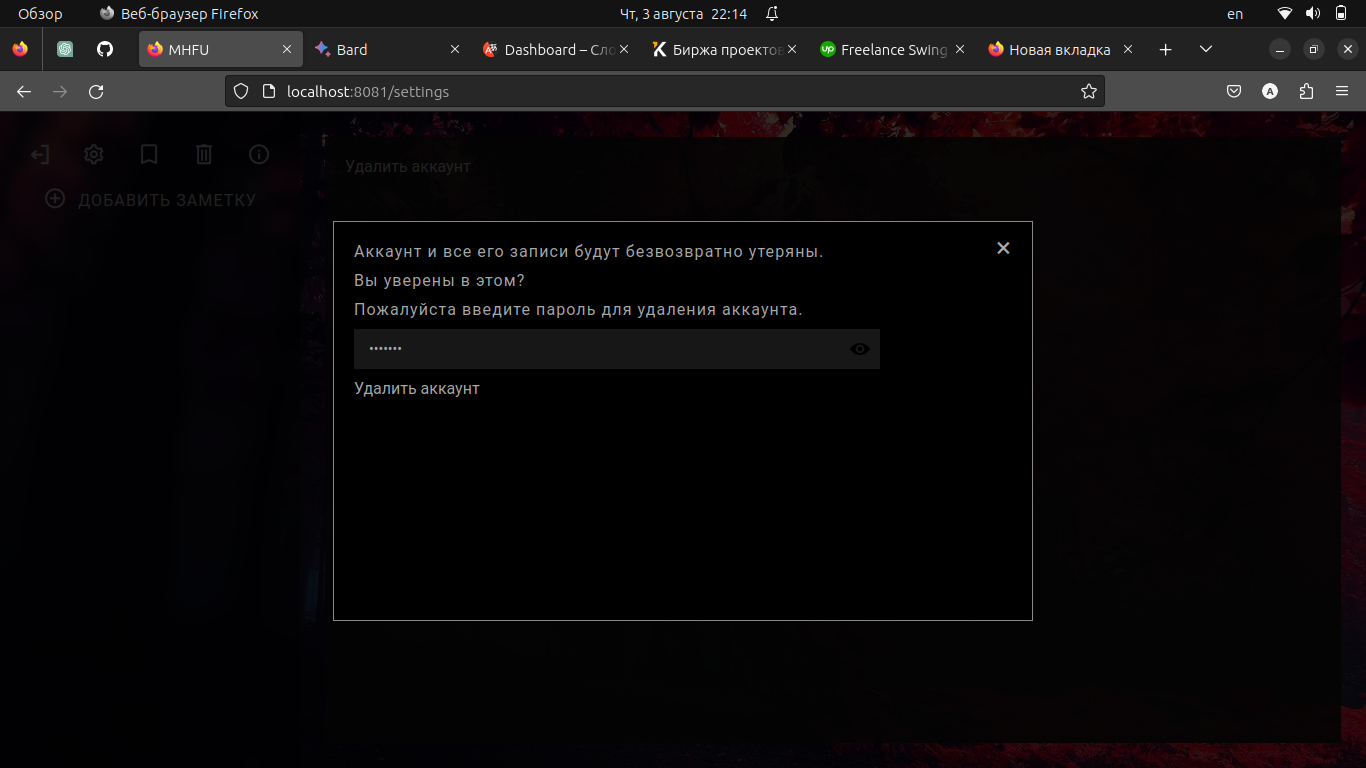 Обзор
Веб-браузер Firefox
Чт, 3 августа 22:14
en
MHFU
Bard
Dashboard – Сло
Биржа проектов
Freelance Swing
Новая вкладка
localhost:8081/settings
A
Удалить аккаунт
ДОБАВИТЬ ЗАМЕТКУ
Аккаунт и все его записи будут безвозвратно утеряны.
Вы уверены в этом?
Пожалуйста введите пароль для удаления аккаунта.
•••••••
Удалить аккаунт